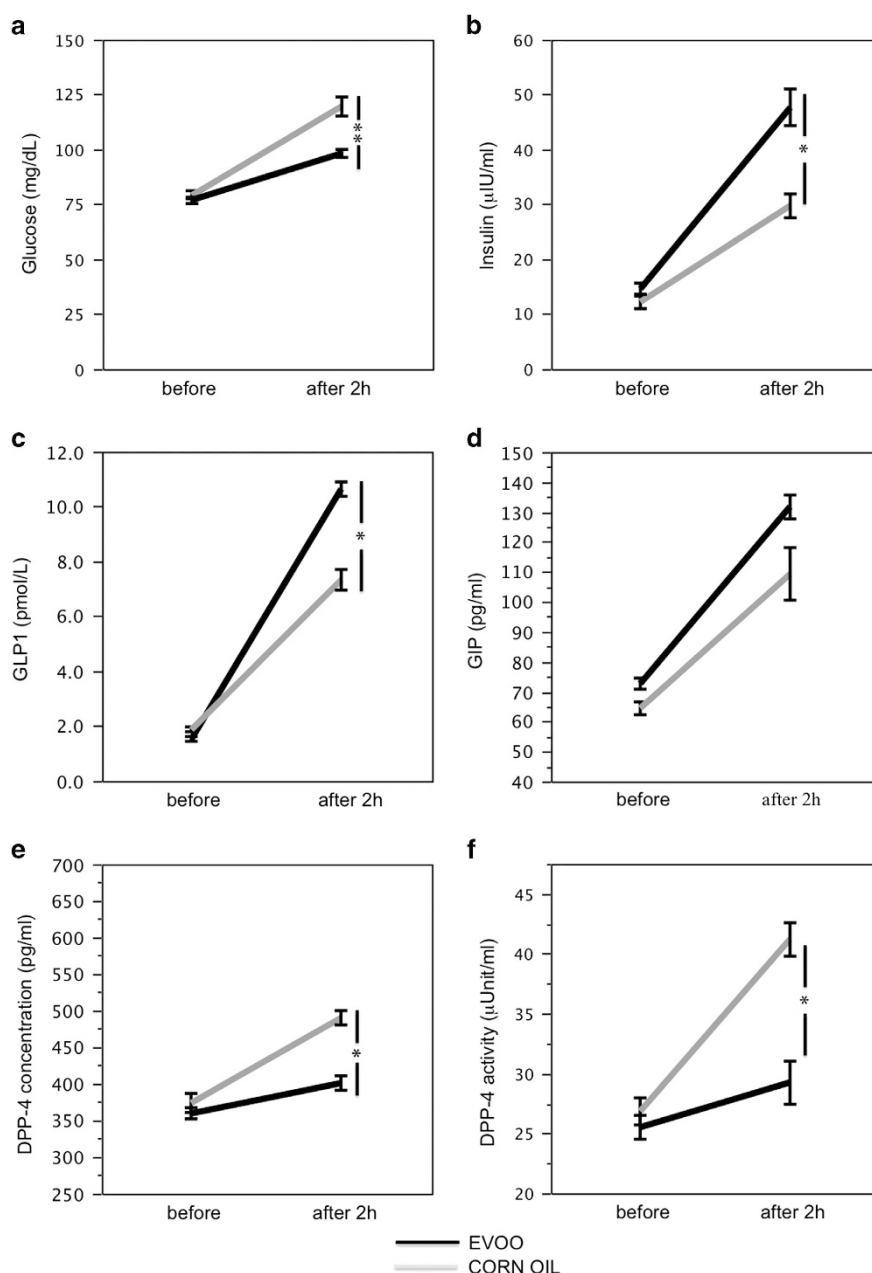 a
150
125
100
75
50
25
0
Glucose (mg/dL)
**
before after 2h
b
60
50
40
30
20
10
0
Insulin (µIU/ml)
*
before after 2h
c
12.0
10.0
8.0
6.0
4.0
2.0
0.0
GLP1 (pmol/L)
*
before after 2h
d
150
140
130
120
110
100
90
80
70
60
50
40
GIP (pg/ml)
before after 2h
e
700
650
600
550
500
450
400
350
300
250
DPP-4 concentration (pg/ml)
*
before after 2h
f
45
40
35
30
25
20
DPP-4 activity (µUnit/ml)
*
before after 2h
EVOO
CORN OIL